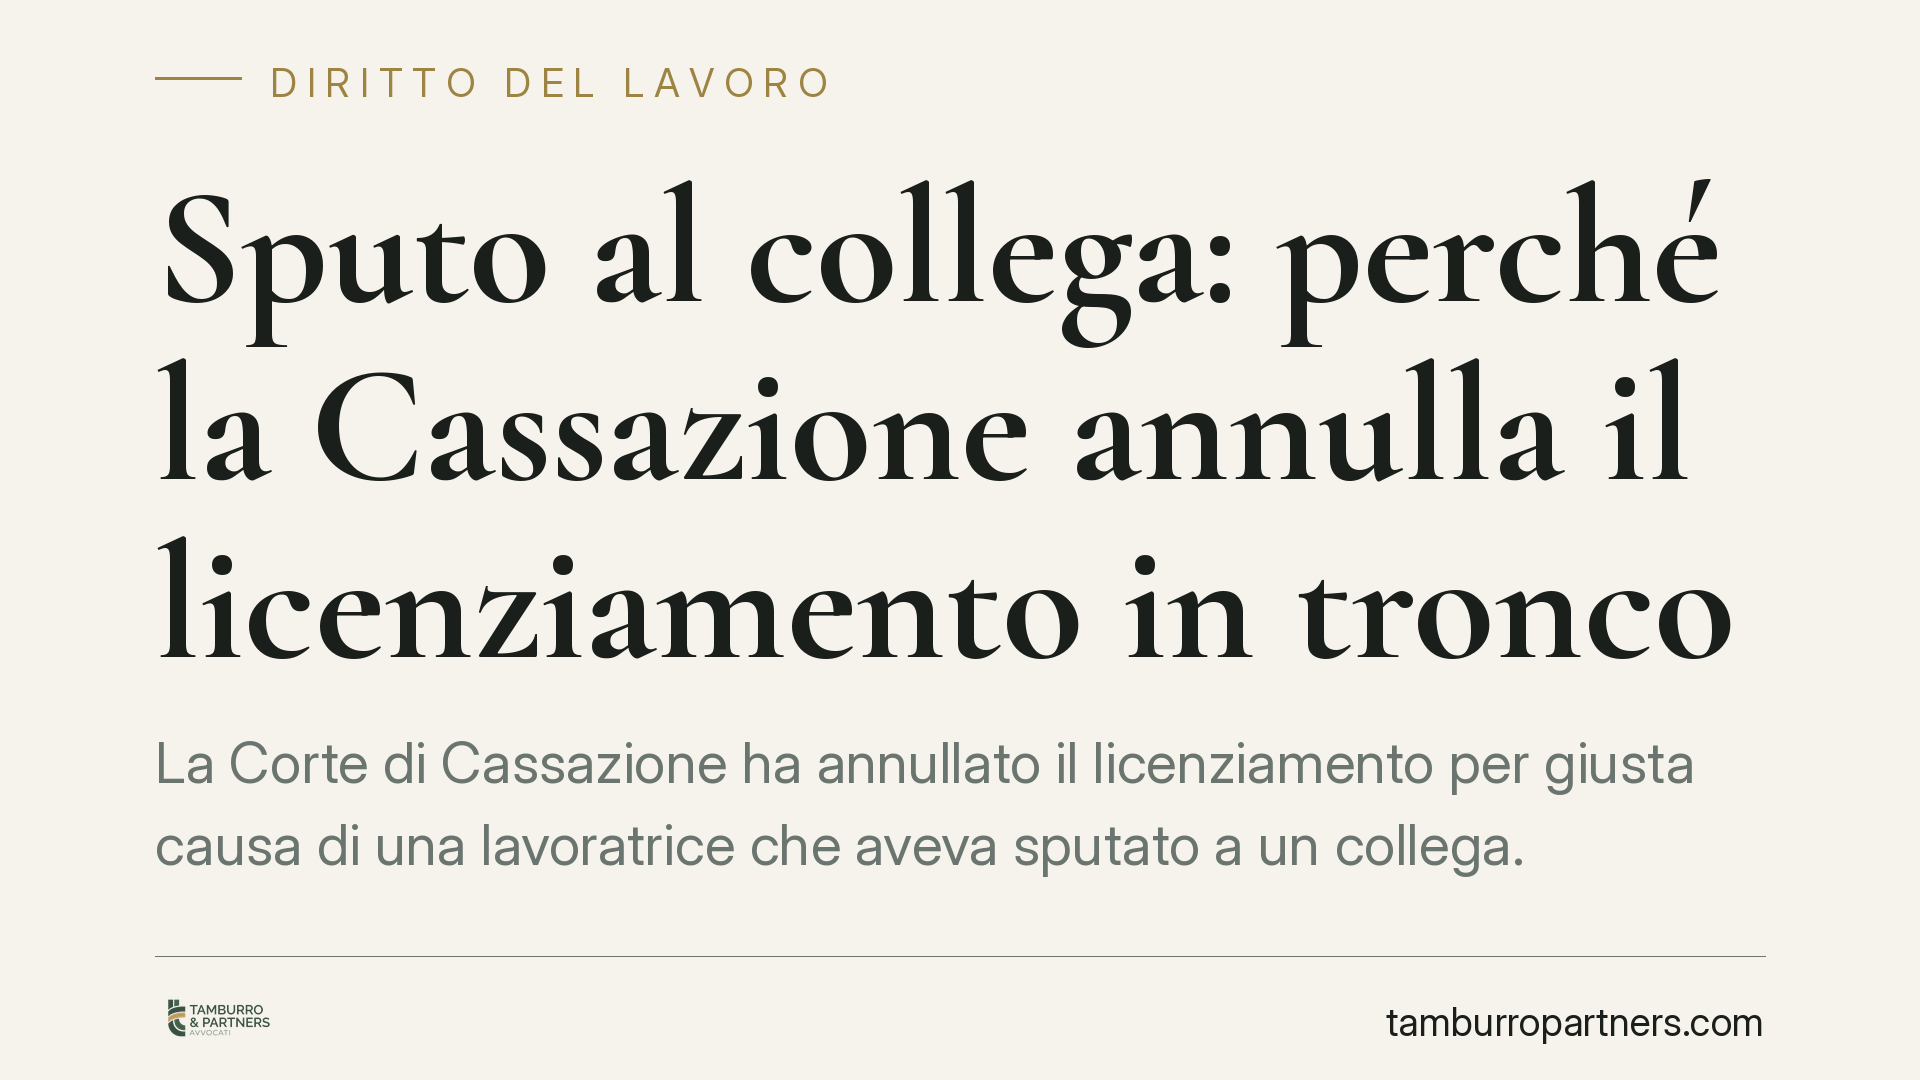 DIRITTO DEL LAVORO
Sputo al collega: perché
la Cassazione annulla il
licenziamento in tronco
La Corte di Cassazione ha annullato il licenziamento per giusta
causa di una lavoratrice che aveva sputato a un collega.
TAMBURRO
& PARTNERS
AVVOCATI
tamburropartners.com